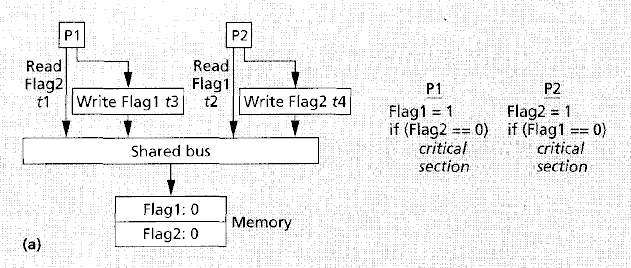 P1
P2
Read
Flag2
t1
Write Flag1 t3
Read
Flag1
t2
Write Flag2 t4
Shared bus
Flag1: 0
Flag2: 0
Memory
(a)
P1 P2
Flag1 = 1 Flag2 = 1
if (Flag2 == 0) if (Flag1 == 0)
critical critical
section section